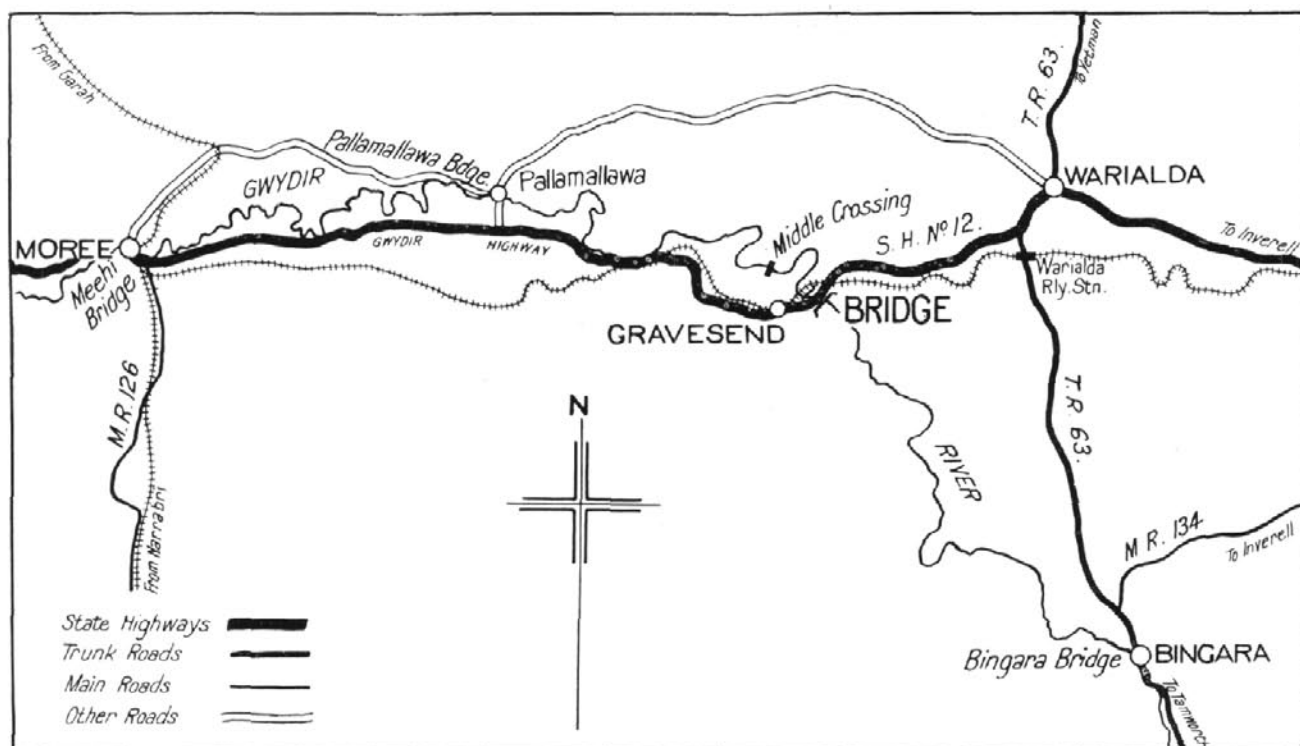 From Garah
T. R. 63.
To Yetman
Pallamallawa Bdge.
GWYDIR
Pallamallawa
WARIALDA
Middle Crossing
S. H. Nº 12.
MOREE
GWYDIR HIGHWAY
To Inverell
Meehi
Bridge
Warialda
Rly. Stn.
BRIDGE
GRAVESEND
M.R. 126
T. R. 63.
N
RIVER
From Narrabri
M R. 134
To Inverell
State Highways
Trunk Roads
Main Roads
Other Roads
Bingara Bridge
BINGARA
To Tamworth